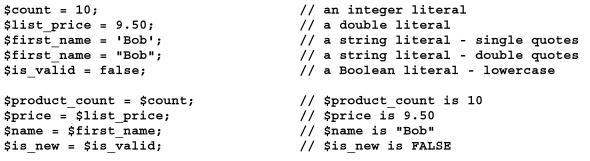 $count = 10; // an integer literal
$list_price = 9.50; // a double literal
$first_name = 'Bob'; // a string literal - single quotes
$first_name = "Bob"; // a string literal - double quotes
$is_valid = false; // a Boolean literal - lowercase
$product_count = $count; // $product_count is 10
$price = $list_price; // $price is 9.50
$name = $first_name; // $name is "Bob"
$is_new = $is_valid; // $is_new is FALSE